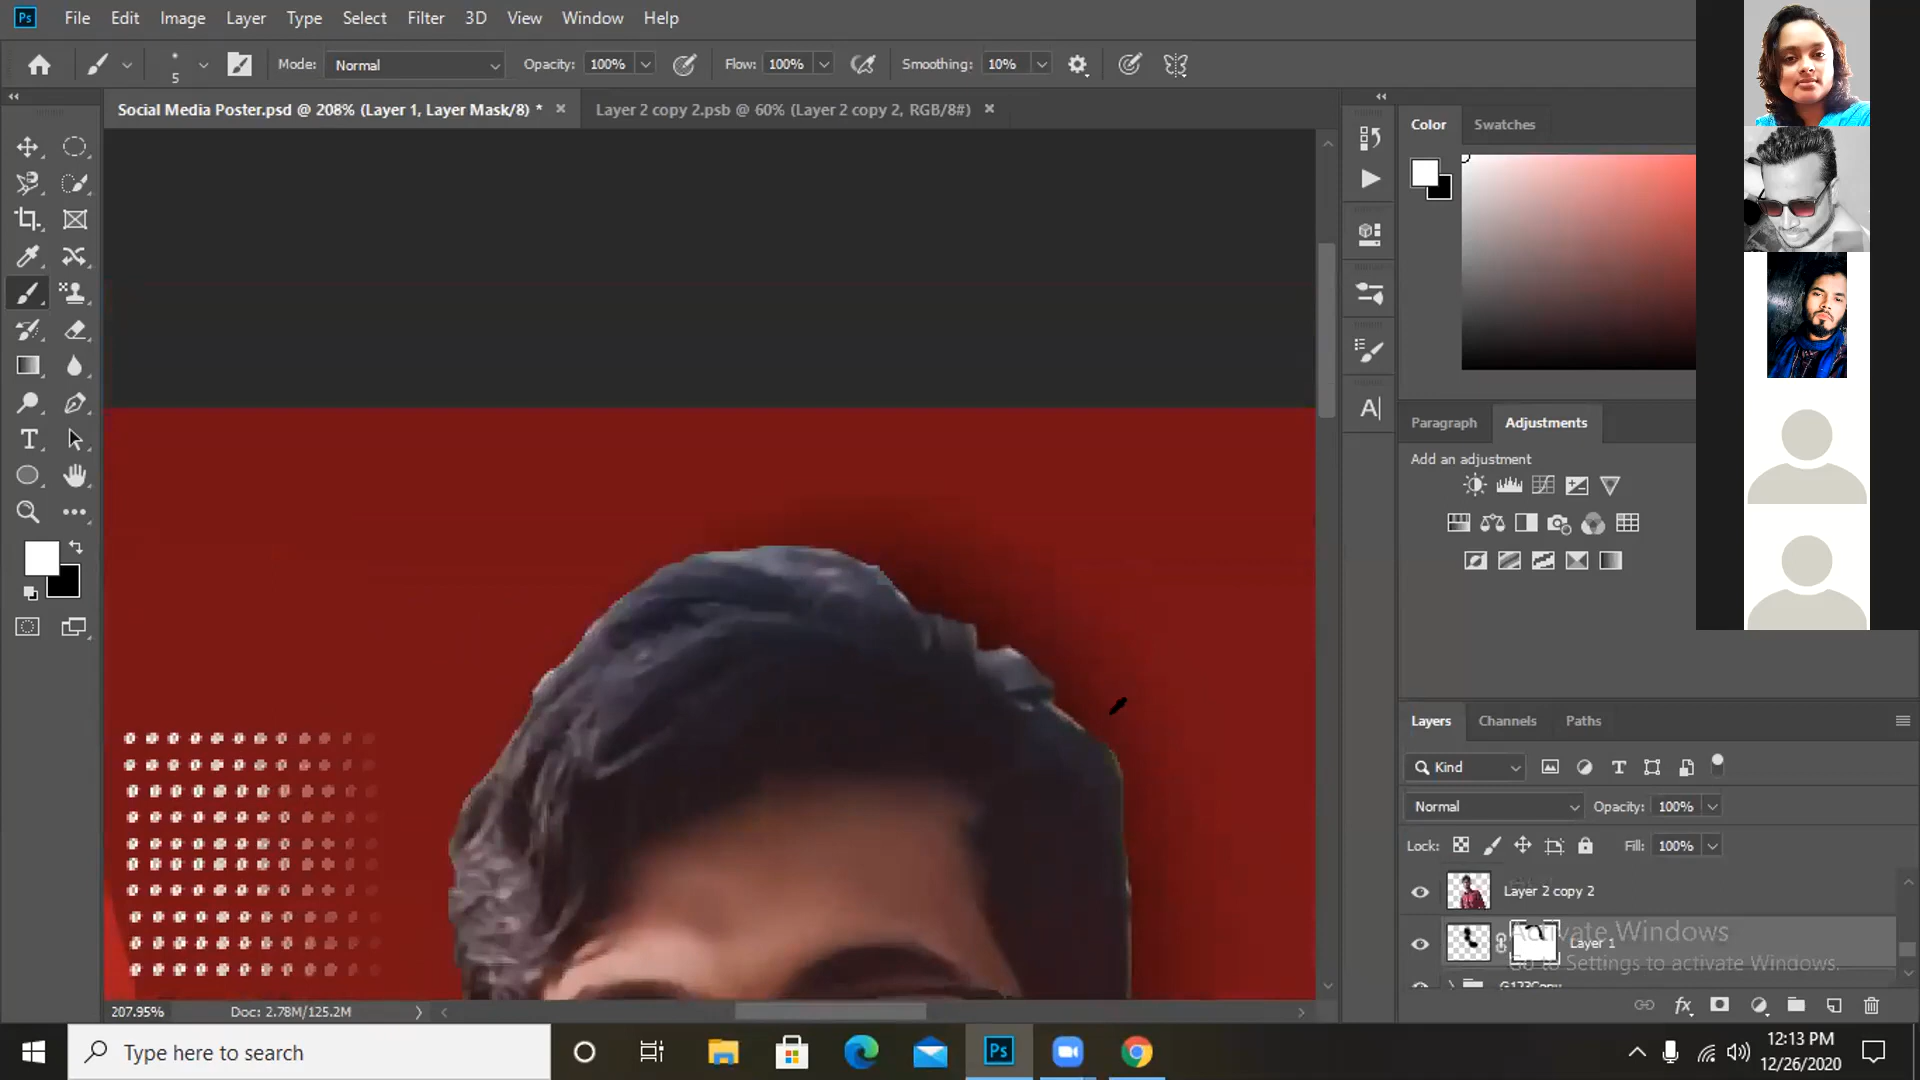 Ps File Edit Image Layer Type Select Filter 3D View Window Help
5 Mode: Normal Opacity: 100% Flow: 100% Smoothing: 10%
Social Media Poster.psd @ 208% (Layer 1, Layer Mask/8) * Layer 2 copy 2.psb @ 60% (Layer 2 copy 2, RGB/8#)
Color Swatches
Paragraph Adjustments
Add an adjustment
Layers Channels Paths
Kind
Normal Opacity: 100%
Lock: Fill: 100%
Layer 2 copy 2
Layer 1
Activate Windows
Go to Settings to activate Windows.
G123Copy
207.95% Doc: 2.78M/125.2M
Type here to search
Ps
12:13 PM
12/26/2020